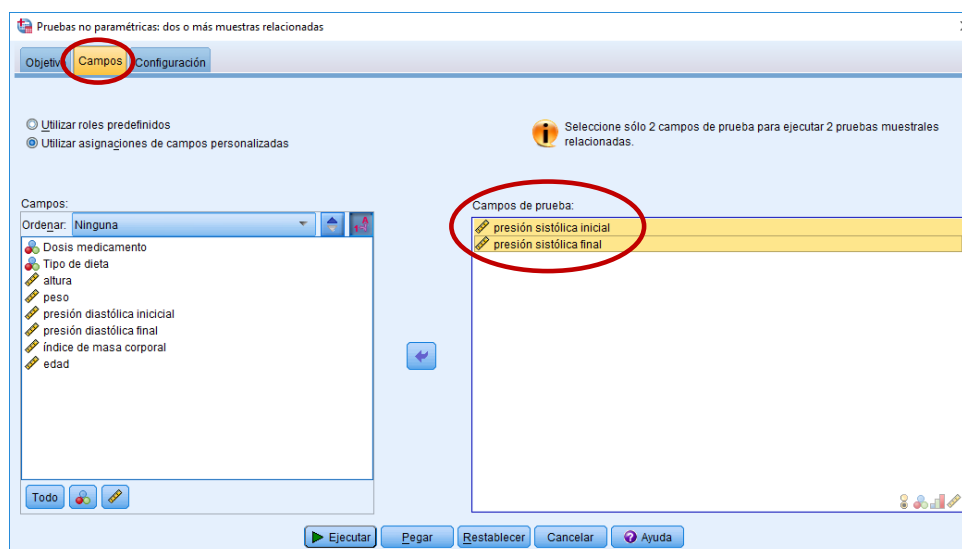 Pruebas no paramétricas: dos o más muestras relacionadas
Objetiv Campos Configuración
Utilizar roles predefinidos
Utilizar asignaciones de campos personalizadas
Seleccione sólo 2 campos de prueba para ejecutar 2 pruebas muestrales
relacionadas.
Campos:
Ordenar: Ninguna
Dosis medicamento
Tipo de dieta
altura
peso
presión diastólica inicicial
presión diastólica final
índice de masa corporal
edad
Todo
Campos de prueba:
presión sistólica inicial
presión sistólica final
Ejecutar Pegar Restablecer Cancelar Ayuda